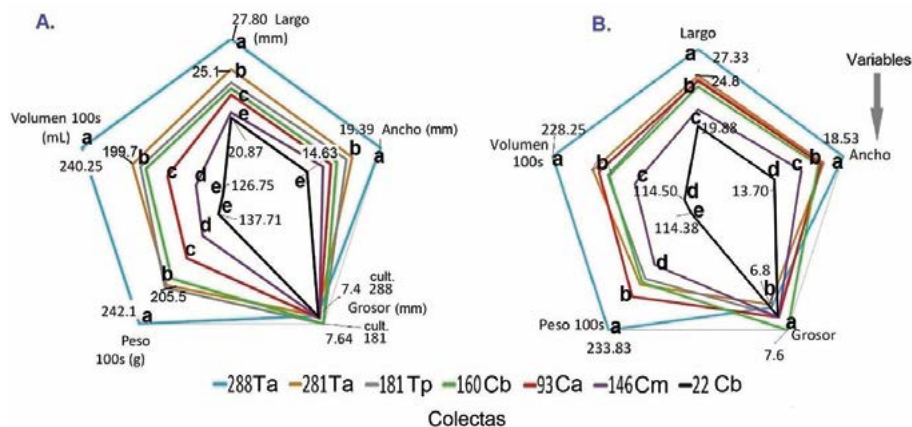 A.
27.80 Largo
(mm)
a
25.1 b
c
e
Volumen 100s
(mL)
a
240.25
199.7 b
c
d
20.87
e 126.75
e
137.71
d
c
b
205.5
242.1
a
Peso
100s (g)
19.39 Ancho (mm)
14.63 b
a
e
cult.
7.4 288
Grosor (mm)
cult.
7.64 181
B.
Largo
a
27.33
24.8
b
c
19.88
Variables
18.53
Ancho
b a
c
d
13.70
228.25
a
Volumen
100s
b
c
114.50 d
e
114.38
d
b
6.8
b
Peso 100s a
233.83
a
Grosor
7.6
288Ta 281Ta 181Tp 160Cb 93Ca 146Cm 22 Cb
Colectas